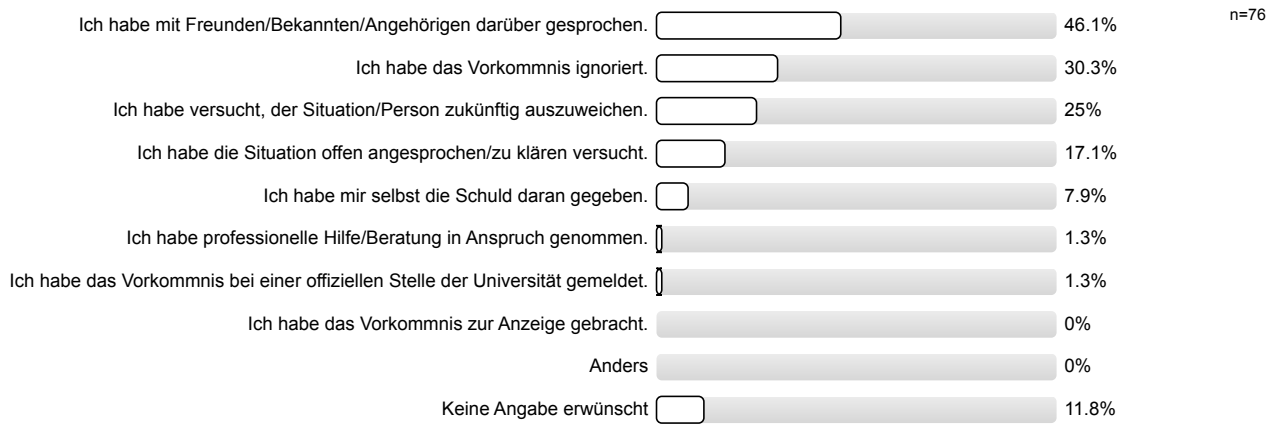 Ich habe mit Freunden/Bekannten/Angehörigen darüber gesprochen. 46.1% n=76
Ich habe das Vorkommnis ignoriert. 30.3%
Ich habe versucht, der Situation/Person zukünftig auszuweichen. 25%
Ich habe die Situation offen angesprochen/zu klären versucht. 17.1%
Ich habe mir selbst die Schuld daran gegeben. 7.9%
Ich habe professionelle Hilfe/Beratung in Anspruch genommen. 1.3%
Ich habe das Vorkommnis bei einer offiziellen Stelle der Universität gemeldet. 1.3%
Ich habe das Vorkommnis zur Anzeige gebracht. 0%
Anders 0%
Keine Angabe erwünscht 11.8%